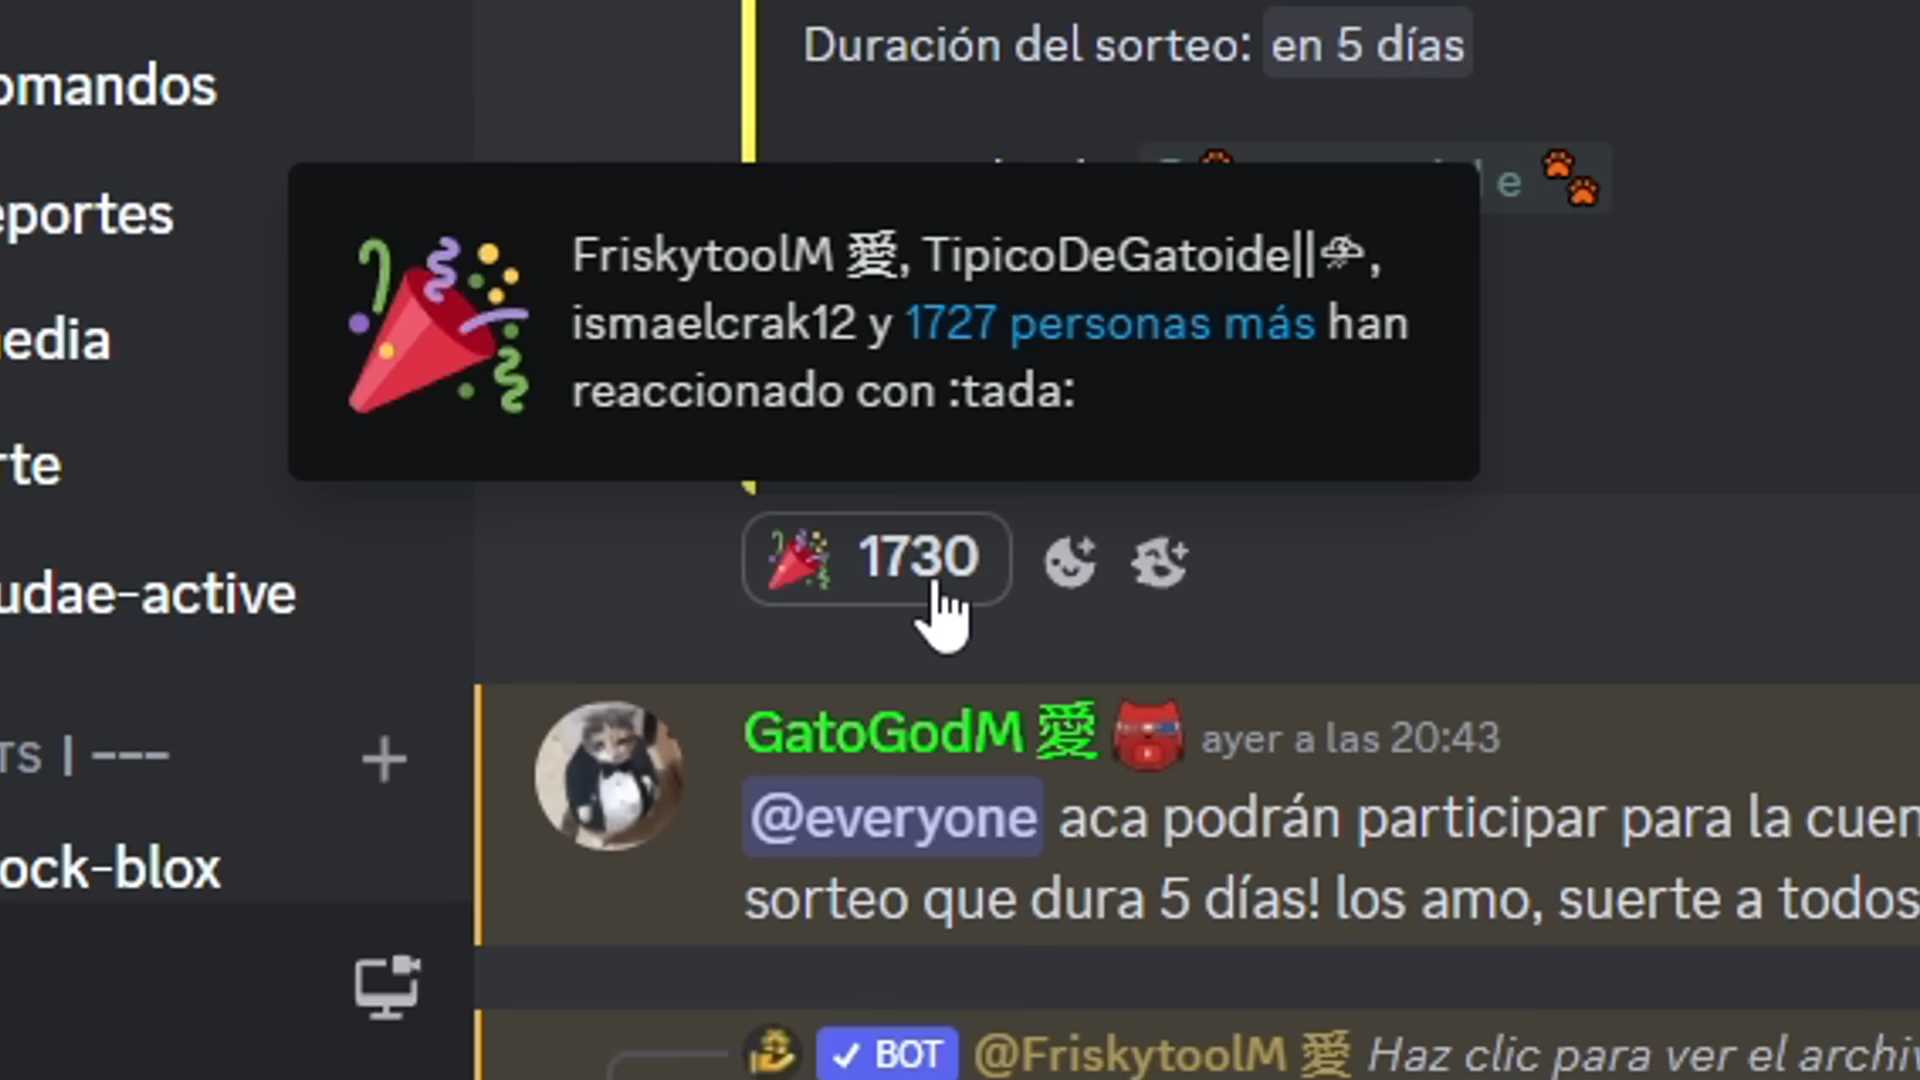 omandos
eportes
edia
rte
udae-active
TS | ---
ock-blox
Duración del sorteo: en 5 días
e
FriskytoolM 愛, TipicoDeGatoide||🌩,
ismaelcrak12 y 1727 personas más han
reaccionado con :tada:
1730
GatoGodM 愛 ayer a las 20:43
@everyone aca podrán participar para la cuen
sorteo que dura 5 días! los amo, suerte a todos
✓ BOT @FriskytoolM 愛 Haz clic para ver el archiv